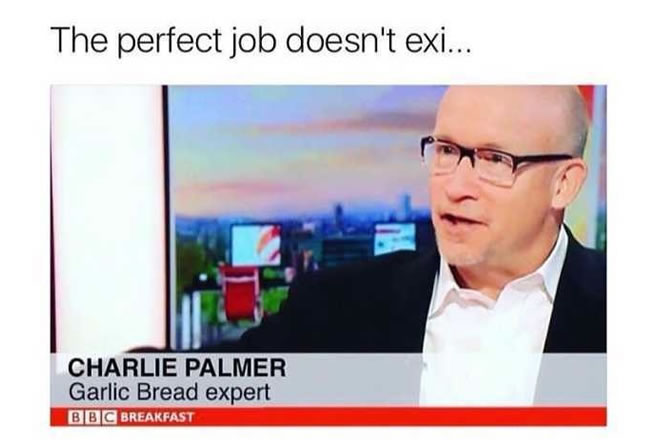 The perfect job doesn't exi...
CHARLIE PALMER
Garlic Bread expert
BBC BREAKFAST